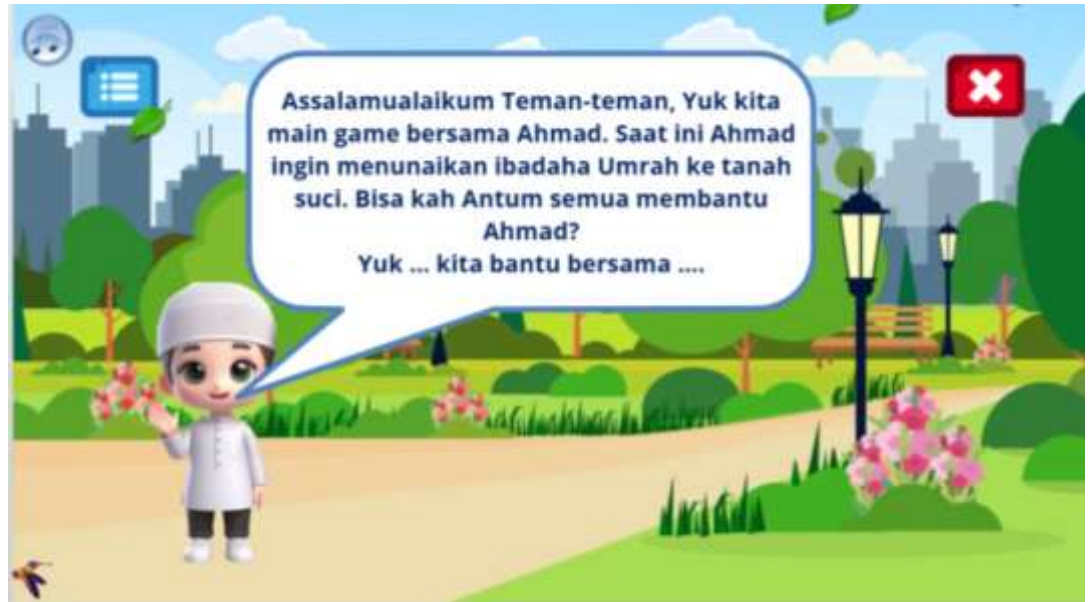 Assalamualaikum Teman-teman, Yuk kita
main game bersama Ahmad. Saat ini Ahmad
ingin menunaikan ibadaha Umrah ke tanah
suci. Bisa kah Antum semua membantu
Ahmad?
Yuk ... kita bantu bersama ....